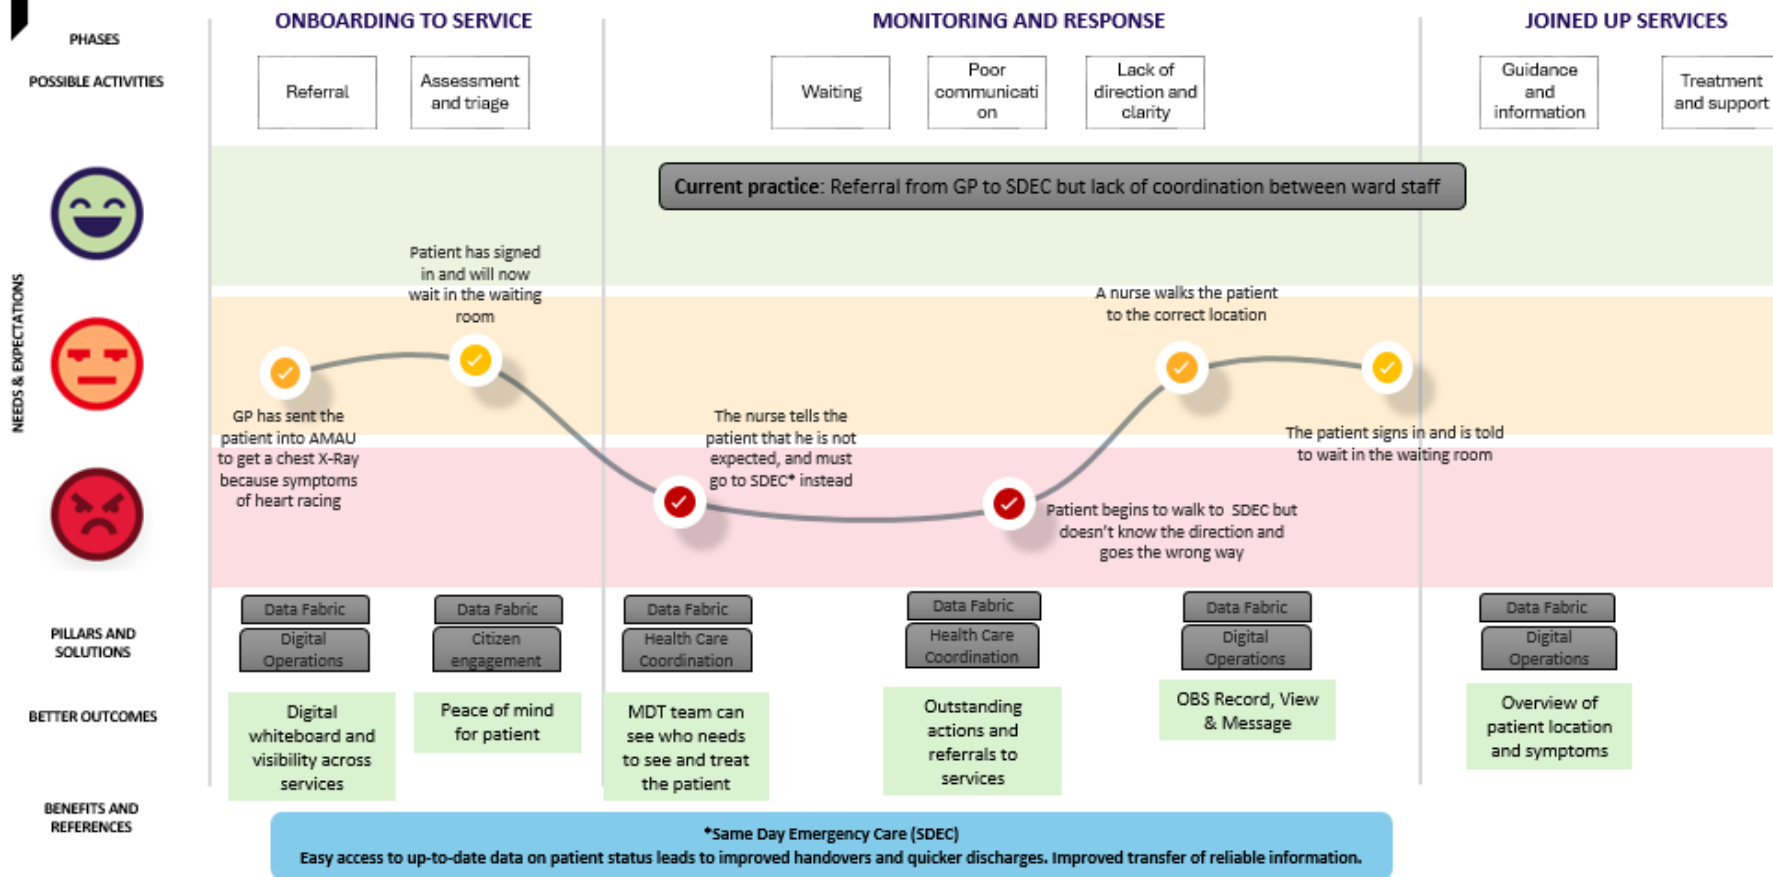 ONBOARDING TO SERVICE
MONITORING AND RESPONSE
JOINED UP SERVICES
PHASES
POSSIBLE ACTIVITIES
Referral
Assessment
and triage
Waiting
Poor
communicati
on
Lack of
direction and
clarity
Guidance
and
information
Treatment
and support
Current practice: Referral from GP to SDEC but lack of coordination between ward staff
NEEDS & EXPECTATIONS
Patient has signed
in and will now
wait in the waiting
room
A nurse walks the patient
to the correct location
GP has sent the
patient into AMAU
to get a chest X-Ray
because symptoms
of heart racing
The nurse tells the
patient that he is not
expected, and must
go to SDEC* instead
The patient signs in and is told
to wait in the waiting room
Patient begins to walk to SDEC but
doesn't know the direction and
goes the wrong way
PILLARS AND
SOLUTIONS
Data Fabric
Digital
Operations
Data Fabric
Citizen
engagement
Data Fabric
Health Care
Coordination
Data Fabric
Health Care
Coordination
Data Fabric
Digital
Operations
Data Fabric
Digital
Operations
BETTER OUTCOMES
Digital
whiteboard and
visibility across
services
Peace of mind
for patient
MDT team can
see who needs
to see and treat
the patient
Outstanding
actions and
referrals to
services
OBS Record, View
& Message
Overview of
patient location
and symptoms
BENEFITS AND
REFERENCES
*Same Day Emergency Care (SDEC)
Easy access to up-to-date data on patient status leads to improved handovers and quicker discharges. Improved transfer of reliable information.